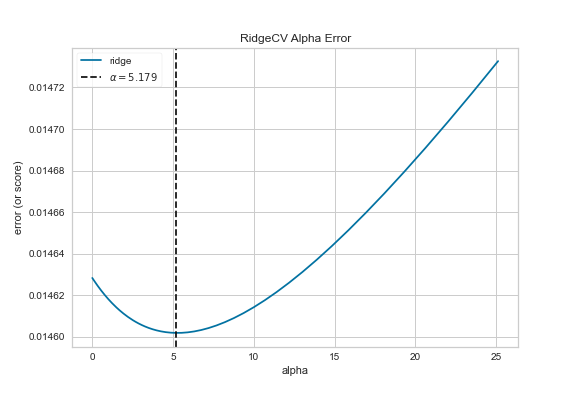 RidgeCV Alpha Error
ridge
α = 5.179
error (or score)
0.01472
0.01470
0.01468
0.01466
0.01464
0.01462
0.01460
0 5 10 15 20 25
alpha